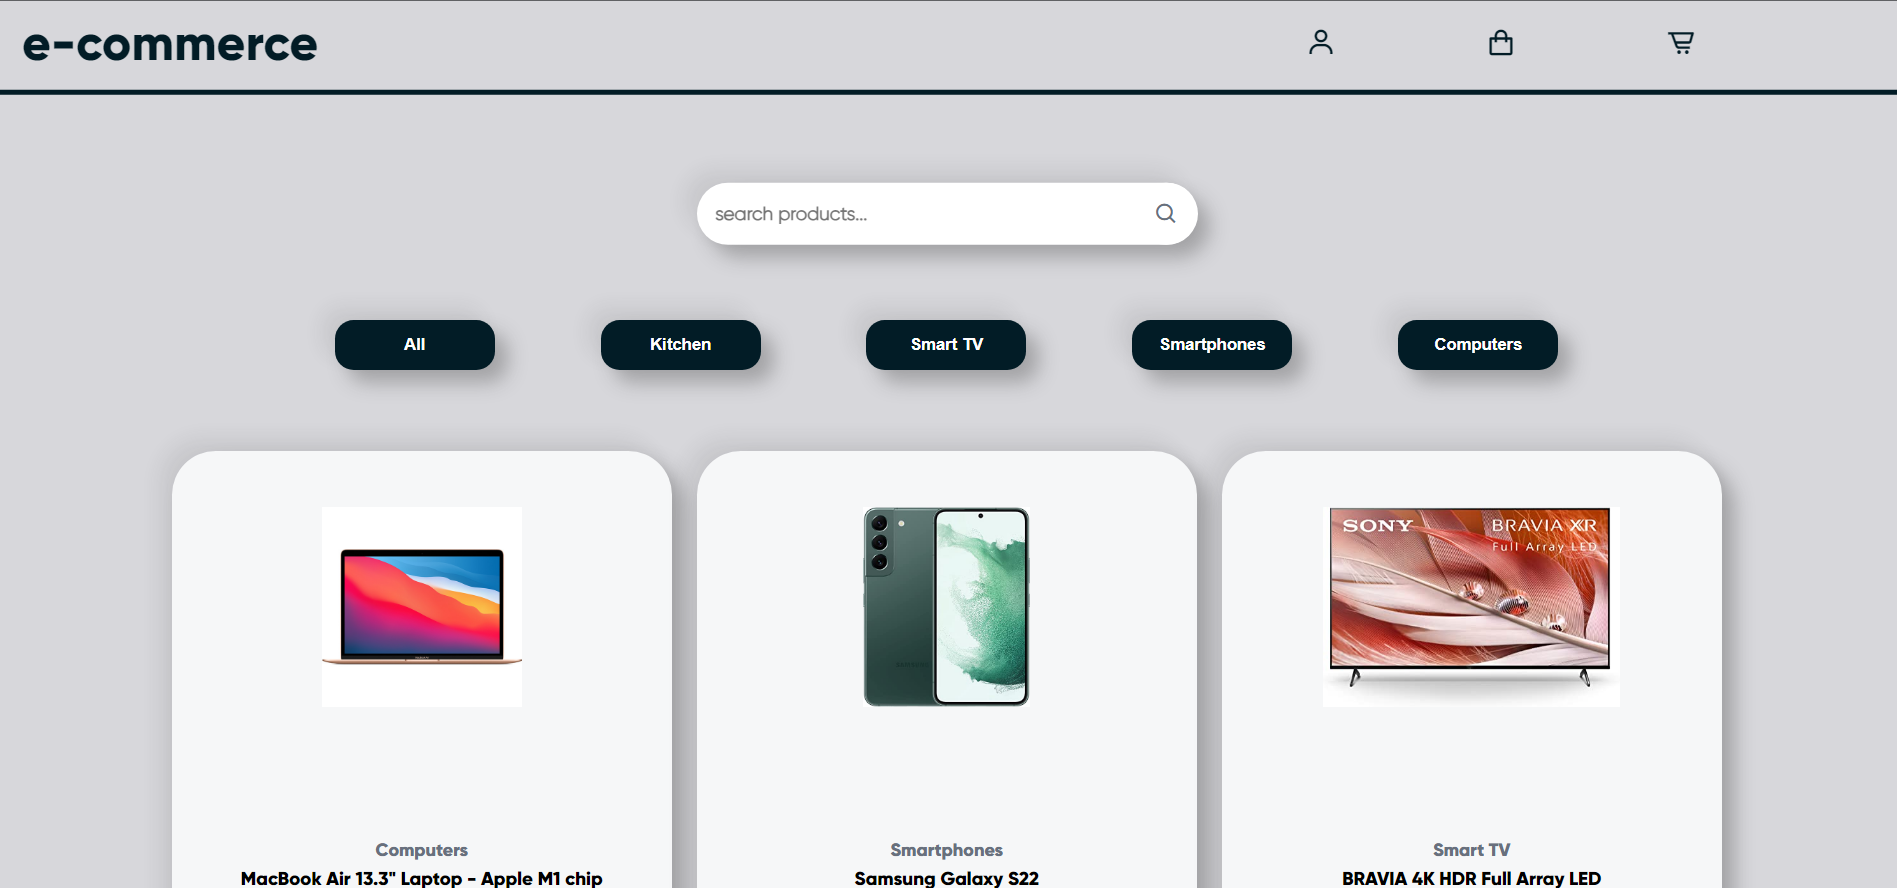 e-commerce
search products...
All
Kitchen
Smart TV
Smartphones
Computers
SONY
BRAVIA XR
Full Array LED
Computers
MacBook Air 13.3" Laptop - Apple M1 chip
Smartphones
Samsung Galaxy S22
Smart TV
BRAVIA 4K HDR Full Array LED